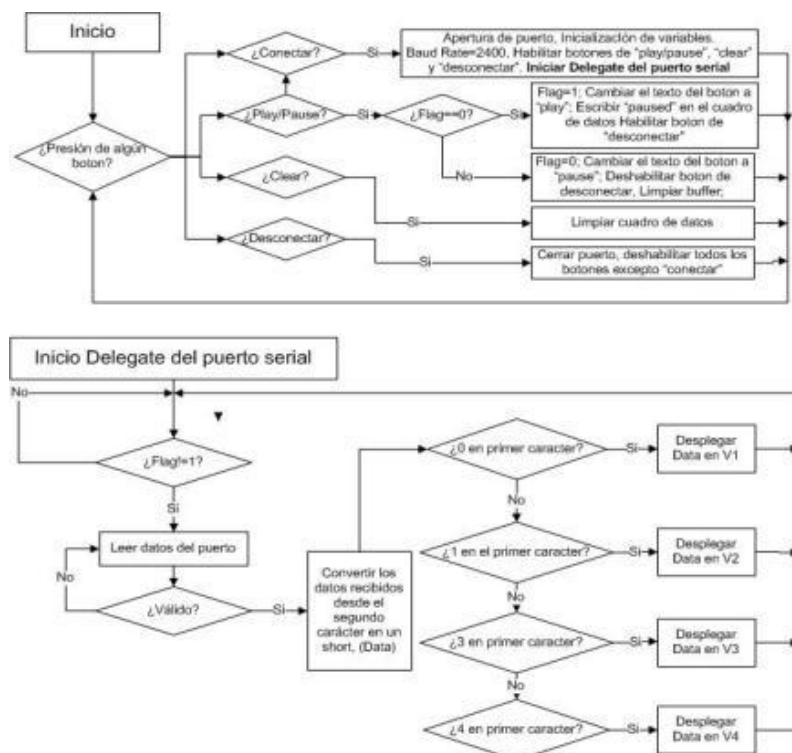 Inicio
¿Conectar?
Si
Apertura de puerto, Inicialización de variables.
Baud Rate=2400, Habilitar botones de “play/pause”, “clear”
y “desconectar”. Iniciar Delegate del puerto serial
¿Presión de algún
boton?
¿Play/Pause?
Si
¿Flag==0?
Si
Flag=1; Cambiar el texto del boton a
“play”; Escribir “paused” en el cuadro
de datos Habilitar boton de
“desconectar”
No
Flag=0; Cambiar el texto del boton a
“pause”; Deshabilitar boton de
desconectar, Limpiar buffer;
¿Clear?
Si
Limpiar cuadro de datos
¿Desconectar?
Si
Cerrar puerto, deshabilitar todos los
botones excepto “conectar”
Inicio Delegate del puerto serial
No
¿Flag!=1?
Si
Leer datos del puerto
No
¿Válido?
Si
Convertir los
datos recibidos
desde el
segundo
carácter en un
short, (Data)
¿0 en primer caracter?
Si
Desplegar
Data en V1
No
¿1 en el primer caracter?
Si
Desplegar
Data en V2
No
¿3 en primer caracter?
Si
Desplegar
Data en V3
No
¿4 en primer caracter?
Si
Desplegar
Data en V4